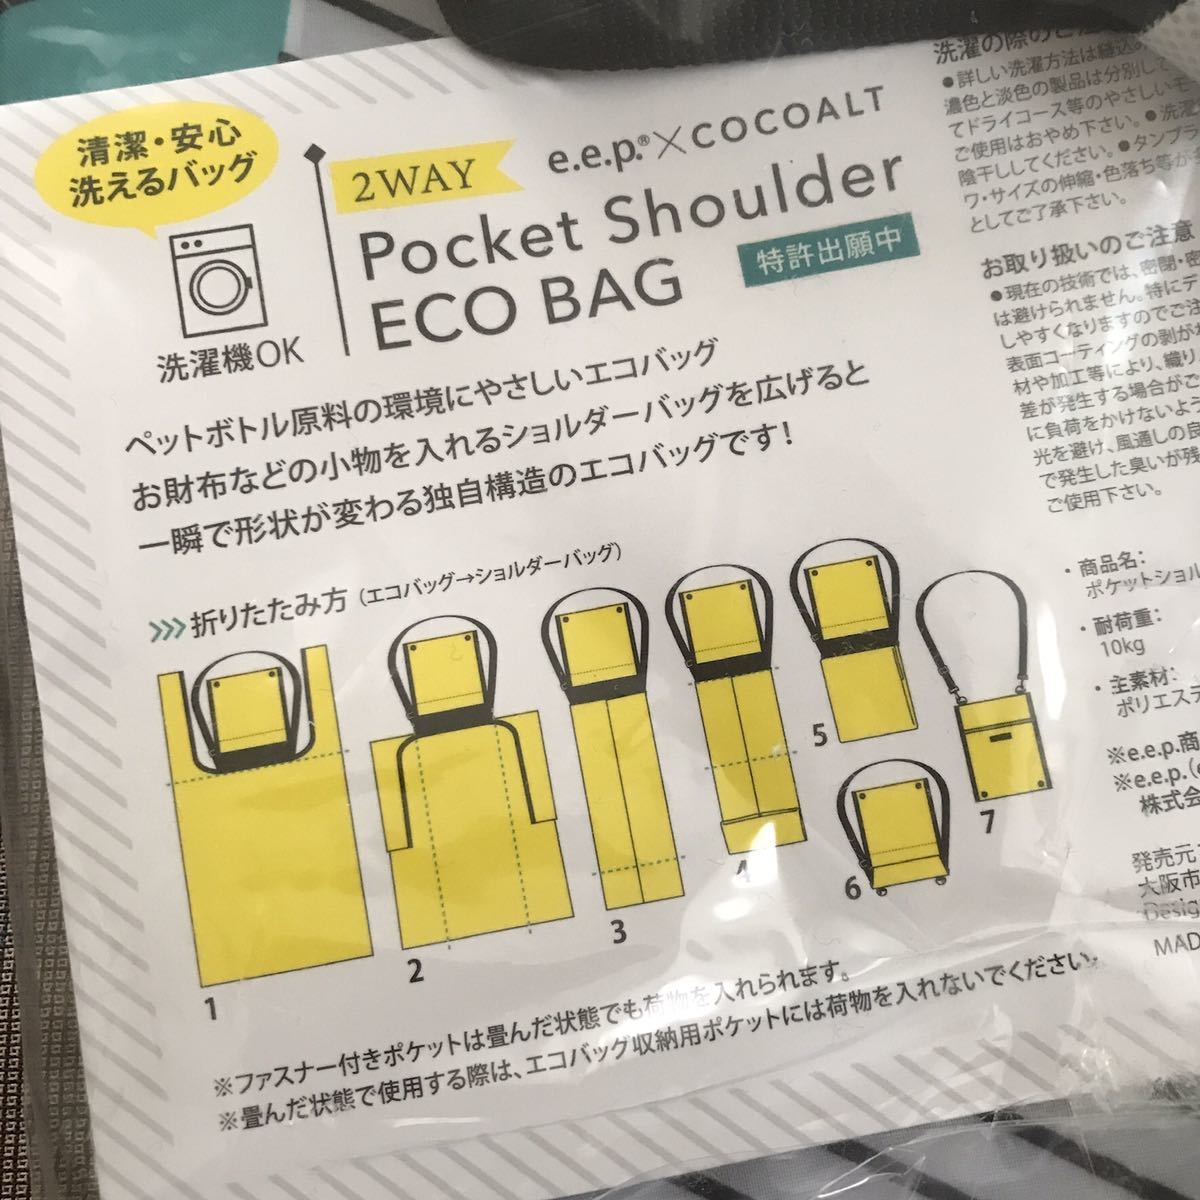 清潔・安心
洗えるバッグ
洗濯機OK
2WAY
e.e.p.®×COCOALT
Pocket Shoulder
ECO BAG
特許出願中
ペットボトル原料の環境にやさしいエコバッグ
お財布などの小物を入れるショルダーバッグを広げると
一瞬で形状が変わる独自構造のエコバッグです!
>>> 折りたたみ方(エコバッグ→ショルダーバッグ)
1
2
3
4
5
6
7
※ファスナー付きポケットは畳んだ状態でも荷物を入れられます。
※畳んだ状態で使用する際は、エコバッグ収納用ポケットには荷物を入れないでください。
洗濯の際のご
●詳しい洗濯方法は縫込
濃色と淡色の製品は分別して
てドライコース等のやさしいモ
ご使用はおやめ下さい。●洗濯
陰干ししてください。●タンブラ
ワ・サイズの伸縮・色落ち等が
としてご了承下さい。
お取り扱いのご注意
●現在の技術では、密閉・密
は避けられません。特にデ
しやすくなりますのでご注
表面コーティングの剥が
材や加工等により、織り
差が発生する場合がご
に負荷をかけないよ
光を避け、風通しの良
で発生した臭いが残
ご使用下さい。
・商品名:
ポケットショル
・耐荷重:
10kg
・主素材:
ポリエステ
※e.e.p.商
※e.e.p.(e
株式会
発売元
大阪市
Desig
MAD